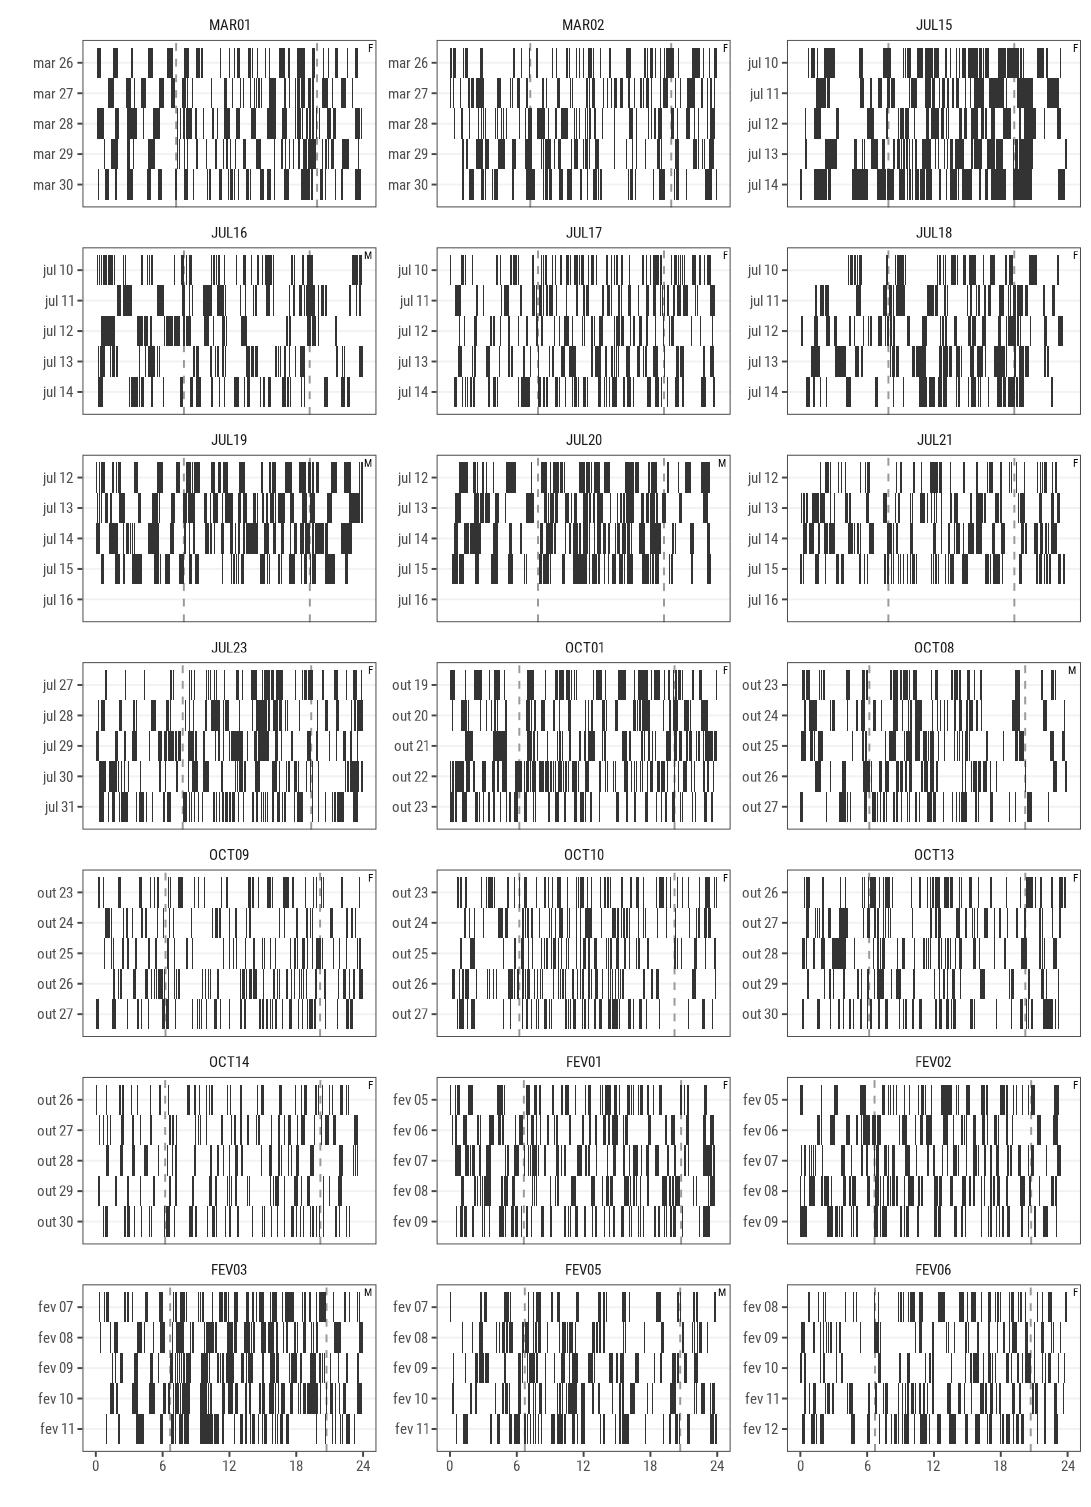 MAR01 MAR02 JUL15
F F F
mar 26 mar 26 jul 10
mar 27 mar 27 jul 11
mar 28 mar 28 jul 12
mar 29 mar 29 jul 13
mar 30 mar 30 jul 14
JUL16 JUL17 JUL18
M F F
jul 10 jul 10 jul 10
jul 11 jul 11 jul 11
jul 12 jul 12 jul 12
jul 13 jul 13 jul 13
jul 14 jul 14 jul 14
JUL19 JUL20 JUL21
M M F
jul 12 jul 12 jul 12
jul 13 jul 13 jul 13
jul 14 jul 14 jul 14
jul 15 jul 15 jul 15
jul 16 jul 16 jul 16
JUL23 OCT01 OCT08
F F M
jul 27 out 19 out 23
jul 28 out 20 out 24
jul 29 out 21 out 25
jul 30 out 22 out 26
jul 31 out 23 out 27
OCT09 OCT10 OCT13
F F F
out 23 out 23 out 26
out 24 out 24 out 27
out 25 out 25 out 28
out 26 out 26 out 29
out 27 out 27 out 30
OCT14 FEV01 FEV02
F F F
out 26 fev 05 fev 05
out 27 fev 06 fev 06
out 28 fev 07 fev 07
out 29 fev 08 fev 08
out 30 fev 09 fev 09
FEV03 FEV05 FEV06
M M F
fev 07 fev 07 fev 08
fev 08 fev 08 fev 09
fev 09 fev 09 fev 10
fev 10 fev 10 fev 11
fev 11 fev 11 fev 12
0 6 12 18 24 0 6 12 18 24 0 6 12 18 24